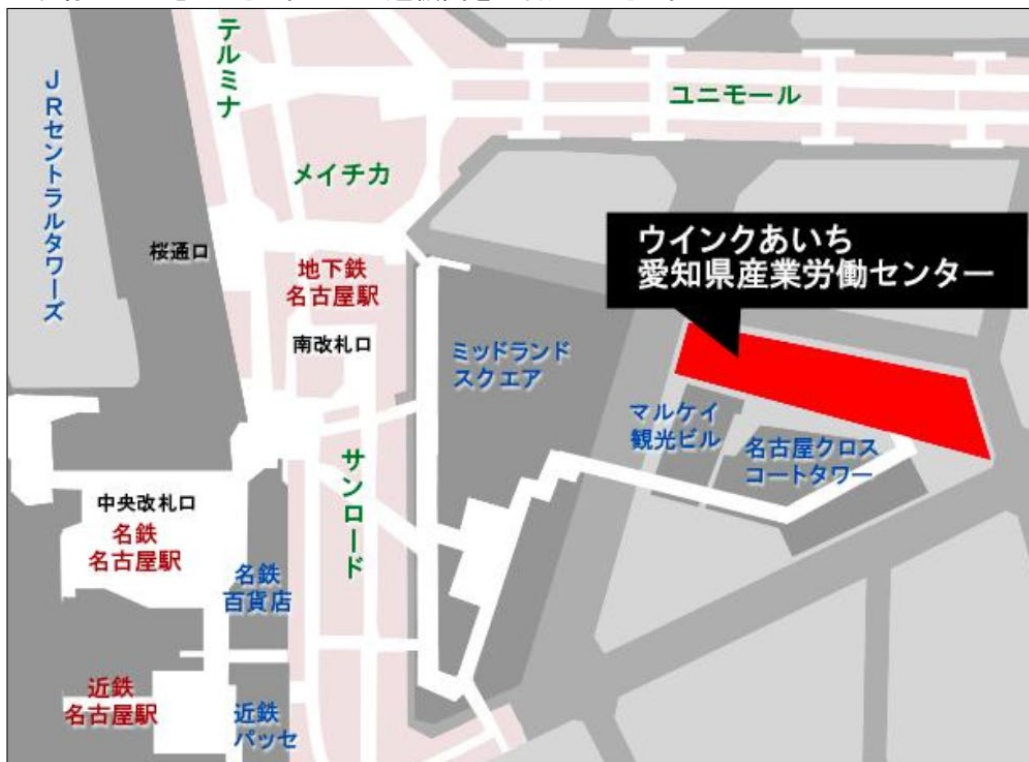 テルミナ
JRセントラルタワーズ
ユニモール
メイチカ
桜通口
ウインクあいち
愛知県産業労働センター
地下鉄
名古屋駅
南改札口
ミッドランド
スクエア
マルケイ
観光ビル
名古屋クロス
コートタワー
サンロード
中央改札口
名鉄
名古屋駅
名鉄
百貨店
近鉄
名古屋駅
近鉄
パッセ